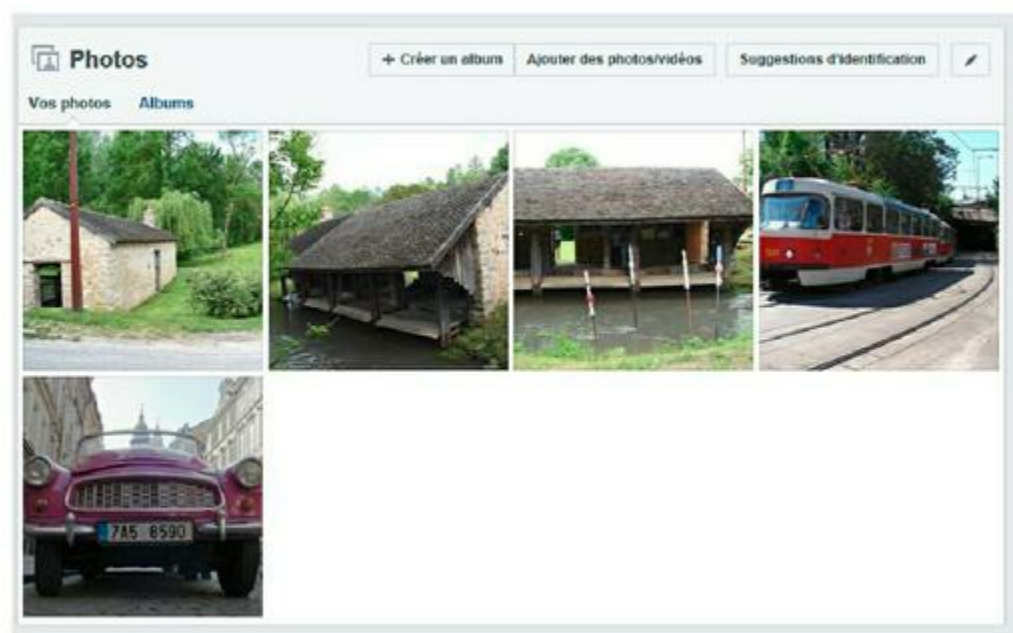 Photos
+ Créer un album
Ajouter des photos/vidéos
Suggestions d'identification
Vos photos
Albums
7A5 8590